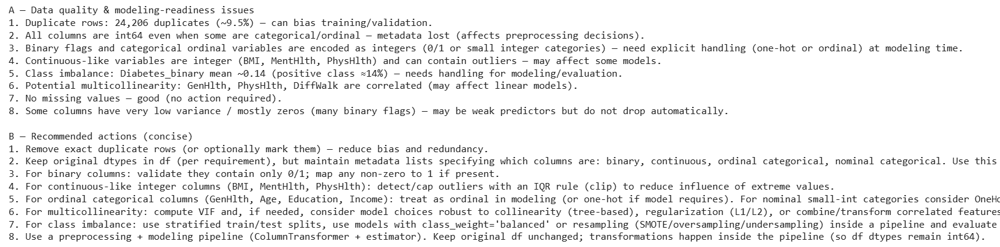 A — Data quality & modeling-readiness issues
1. Duplicate rows: 24,206 duplicates (~9.5%) — can bias training/validation.
2. All columns are int64 even when some are categorical/ordinal — metadata lost (affects preprocessing decisions).
3. Binary flags and categorical ordinal variables are encoded as integers (0/1 or small integer categories) — need explicit handling (one-hot or ordinal) at modeling time.
4. Continuous-like variables are integer (BMI, MentHlth, PhysHlth) and can contain outliers — may affect some models.
5. Class imbalance: Diabetes_binary mean ~0.14 (positive class ≈14%) — needs handling for modeling/evaluation.
6. Potential multicollinearity: GenHlth, PhysHlth, DiffWalk are correlated (may affect linear models).
7. No missing values — good (no action required).
8. Some columns have very low variance / mostly zeros (many binary flags) — may be weak predictors but do not drop automatically.
B — Recommended actions (concise)
1. Remove exact duplicate rows (or optionally mark them) — reduce bias and redundancy.
2. Keep original dtypes in df (per requirement), but maintain metadata lists specifying which columns are: binary, continuous, ordinal categorical, nominal categorical. Use this
3. For binary columns: validate they contain only 0/1; map any non-zero to 1 if present.
4. For continuous-like integer columns (BMI, MentHlth, PhysHlth): detect/cap outliers with an IQR rule (clip) to reduce influence of extreme values.
5. For ordinal categorical columns (GenHlth, Age, Education, Income): treat as ordinal in modeling (or one-hot if model requires). For nominal small-int categories consider OneHo
6. For multicollinearity: compute VIF and, if needed, consider model choices robust to collinearity (tree-based), regularization (L1/L2), or combine/transform correlated features
7. For class imbalance: use stratified train/test splits, use models with class_weight='balanced' or resampling (SMOTE/oversampling/undersampling) inside a pipeline and evaluate
8. Use a preprocessing + modeling pipeline (ColumnTransformer + estimator). Keep original df unchanged; transformations happen inside the pipeline (so df dtypes remain int64).